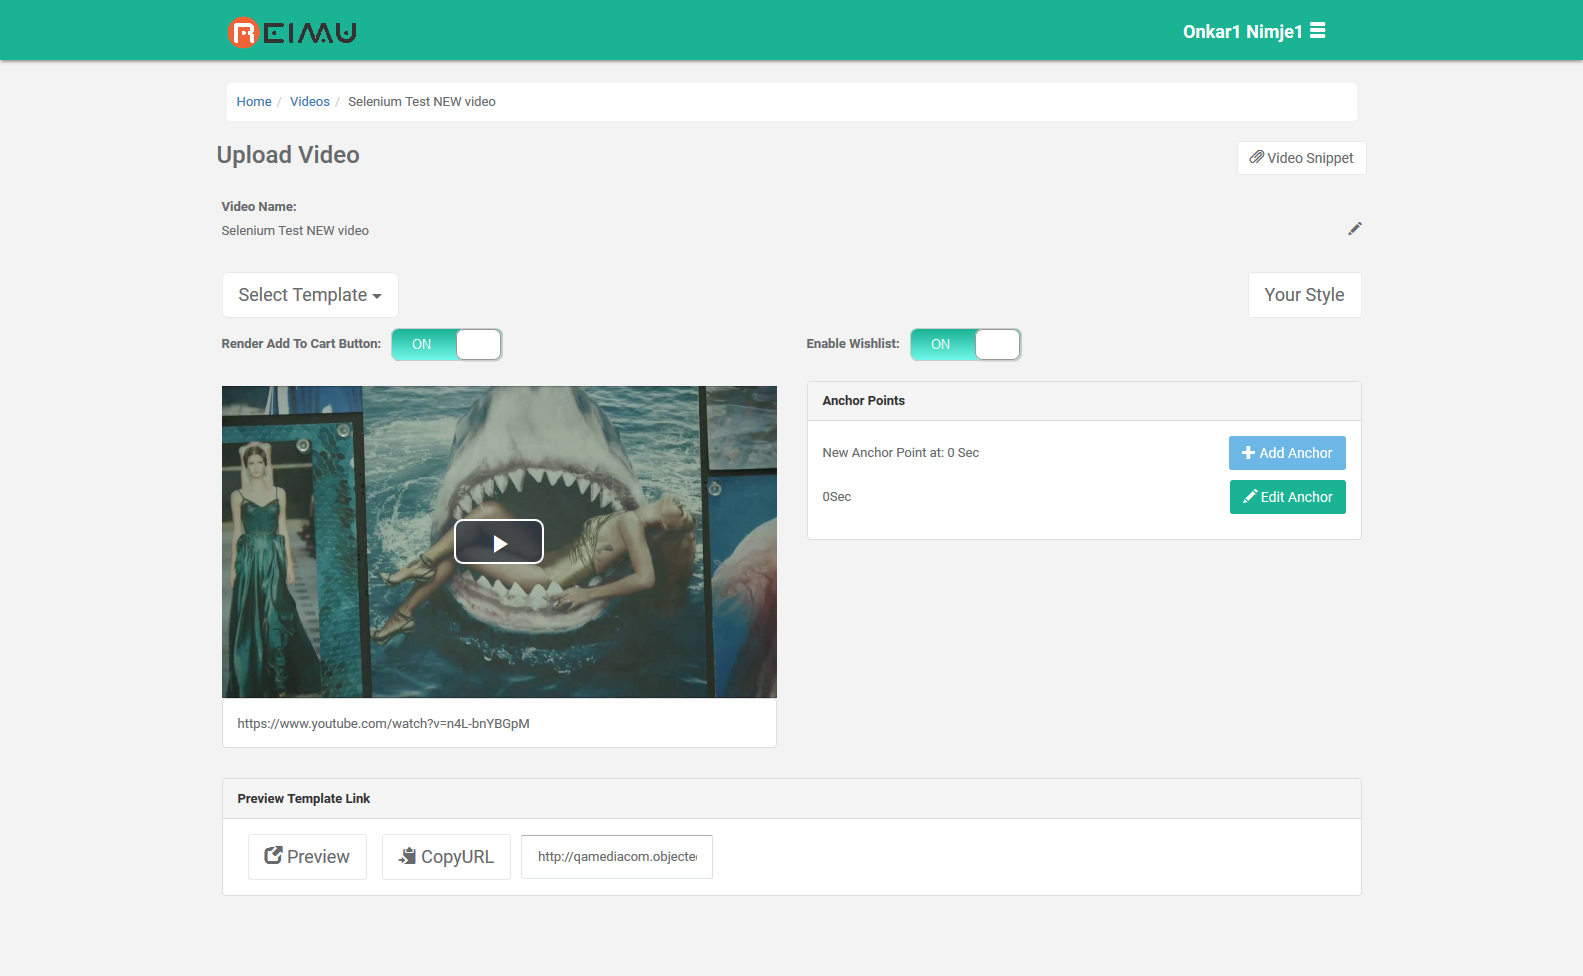 REIMU
Onkar1 Nimje1
Home / Videos / Selenium Test NEW video
Upload Video
Video Snippet
Video Name:
Selenium Test NEW video
Select Template
Your Style
Render Add To Cart Button: ON
Enable Wishlist: ON
Anchor Points
New Anchor Point at: 0 Sec
Add Anchor
0Sec
Edit Anchor
https://www.youtube.com/watch?v=n4L-bnYBGpM
Preview Template Link
Preview
CopyURL
http://qamediacom.objecte